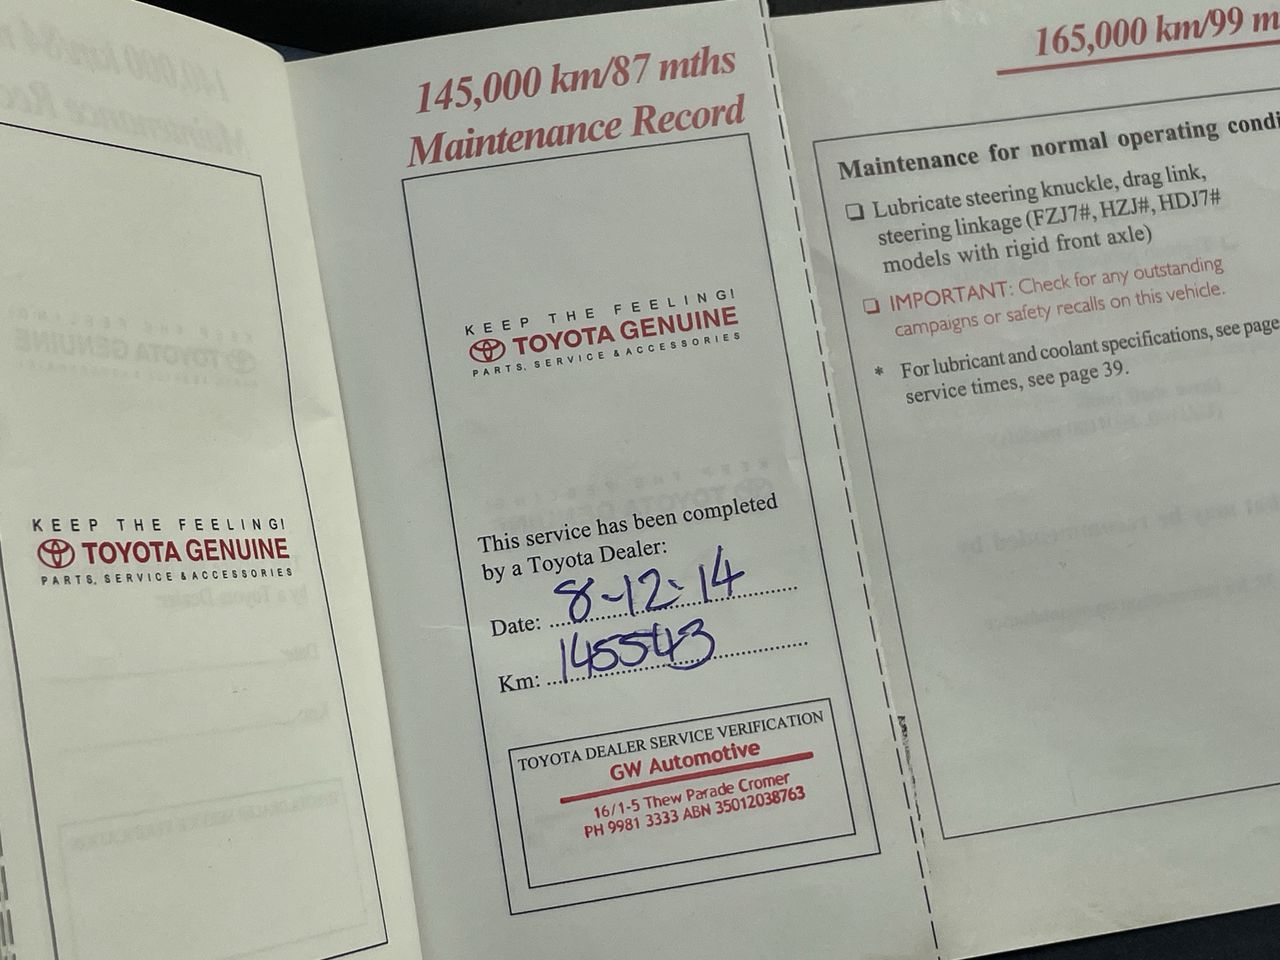 KEEP THE FEELING!
TOYOTA GENUINE
PARTS, SERVICE & ACCESSORIES
145,000 km/87 mths
Maintenance Record
KEEP THE FEELING!
TOYOTA GENUINE
PARTS, SERVICE & ACCESSORIES
This service has been completed
by a Toyota Dealer:
Date: 8-12-14
Km: 145543
TOYOTA DEALER SERVICE VERIFICATION
GW Automotive
16/1-5 Thew Parade Cromer
PH 9981 3333 ABN 35012038763
165,000 km/99 m
Maintenance for normal operating condi
❏ Lubricate steering knuckle, drag link,
steering linkage (FZJ7#, HZJ#, HDJ7#
models with rigid front axle)
❏ IMPORTANT: Check for any outstanding
campaigns or safety recalls on this vehicle.
* For lubricant and coolant specifications, see page
service times, see page 39.